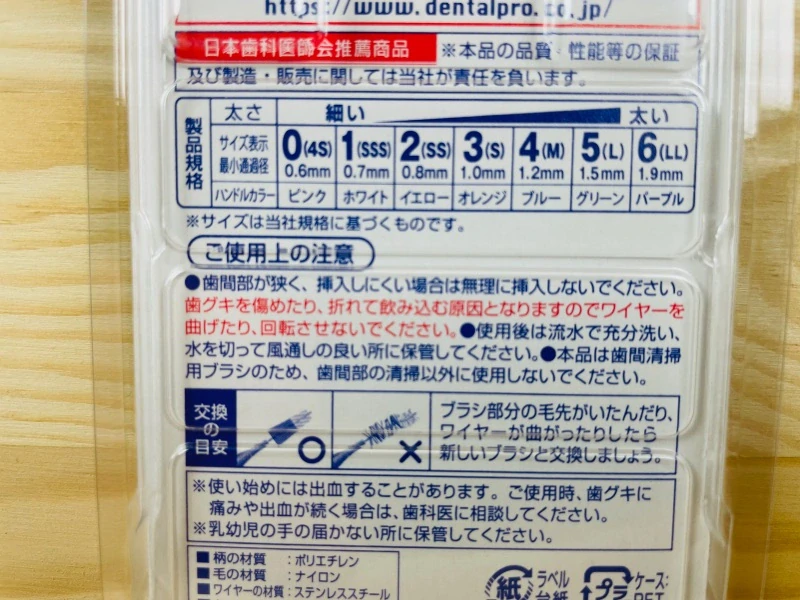 https://www.dentalpro.co.jp/
日本歯科医師会推薦商品 ※本品の品質・性能等の保証
及び製造・販売に関しては当社が責任を負います。
製品規格
太さ 細い 太い
サイズ表示 0(4S) 1(SSS) 2(SS) 3(S) 4(M) 5(L) 6(LL)
最小通過径 0.6mm 0.7mm 0.8mm 1.0mm 1.2mm 1.5mm 1.9mm
ハンドルカラー ピンク ホワイト イエロー オレンジ ブルー グリーン パープル
※サイズは当社規格に基づくものです。
ご使用上の注意
●歯間部が狭く、挿入しにくい場合は無理に挿入しないでください。
歯グキを傷めたり、折れて飲み込む原因となりますのでワイヤーを
曲げたり、回転させないでください。●使用後は流水で充分洗い、
水を切って風通しの良い所に保管してください。●本品は歯間清掃
用ブラシのため、歯間部の清掃以外に使用しないでください。
交換の目安
ブラシ部分の毛先がいたんだり、
ワイヤーが曲がったりしたら
新しいブラシと交換しましょう。
※使い始めには出血することがあります。ご使用時、歯グキに
痛みや出血が続く場合は、歯科医に相談してください。
※乳幼児の手の届かない所に保管してください。
■柄の材質 :ポリエチレン
■毛の材質 :ナイロン
■ワイヤーの材質:ステンレススチール
紙 ラベル
台紙
プラ ケース:
PET